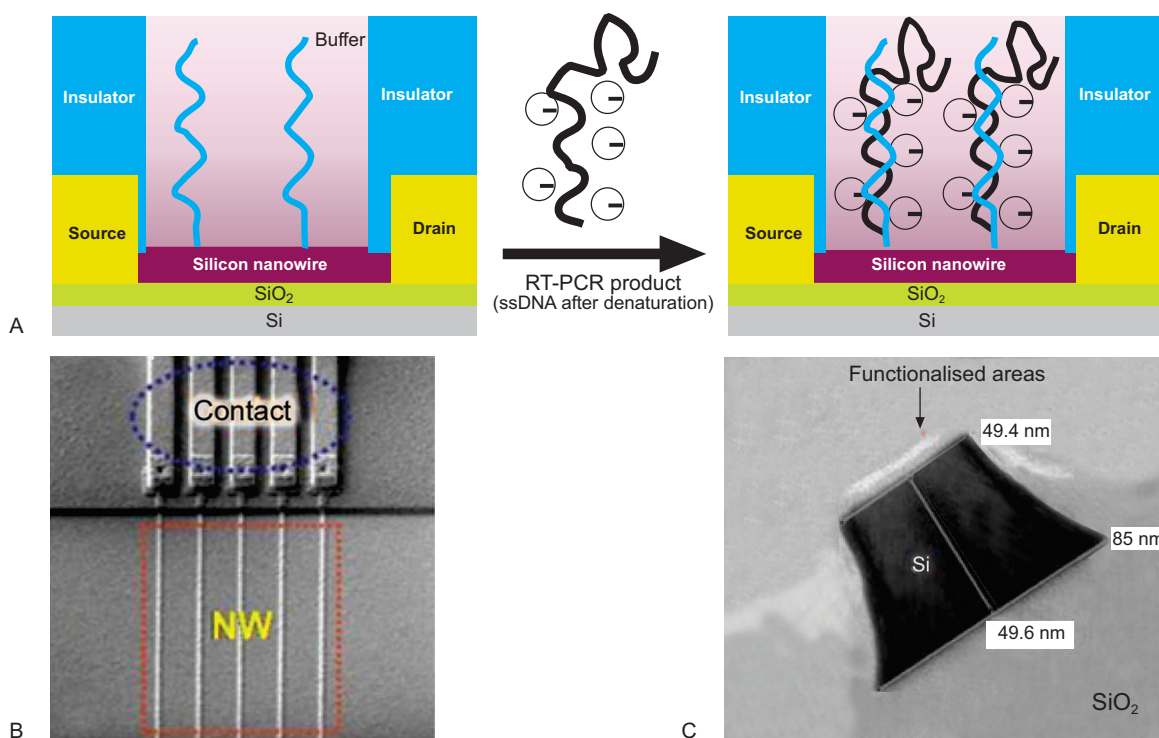 Buffer
Insulator
Insulator
Source
Drain
Silicon nanowire
SiO₂
Si
A
RT-PCR product
(ssDNA after denaturation)
Insulator
Insulator
Source
Drain
Silicon nanowire
SiO₂
Si
Contact
NW
B
Functionalised areas
49.4 nm
85 nm
Si
49.6 nm
SiO₂
C